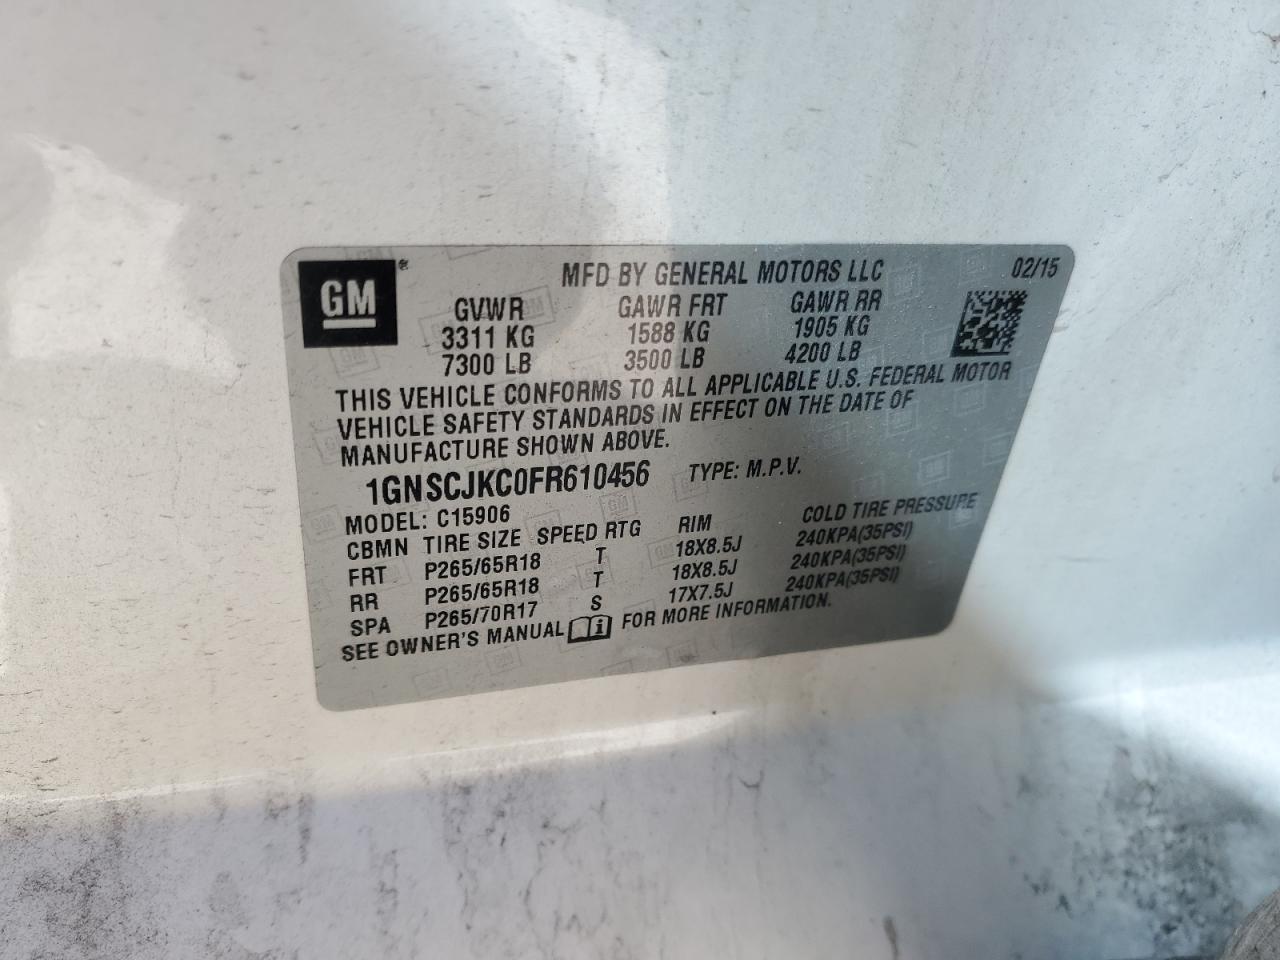 GM
MFD BY GENERAL MOTORS LLC 02/15
GVWR GAWR FRT GAWR RR
3311 KG 1588 KG 1905 KG
7300 LB 3500 LB 4200 LB
THIS VEHICLE CONFORMS TO ALL APPLICABLE U.S. FEDERAL MOTOR
VEHICLE SAFETY STANDARDS IN EFFECT ON THE DATE OF
MANUFACTURE SHOWN ABOVE.
1GNSCJKC0FR610456 TYPE: M.P.V.
MODEL: C15906
CBMN TIRE SIZE SPEED RTG RIM COLD TIRE PRESSURE
FRT P265/65R18 T 18X8.5J 240KPA(35PSI)
RR P265/65R18 T 18X8.5J 240KPA(35PSI)
SPA P265/70R17 S 17X7.5J 240KPA(35PSI)
SEE OWNER'S MANUAL FOR MORE INFORMATION.